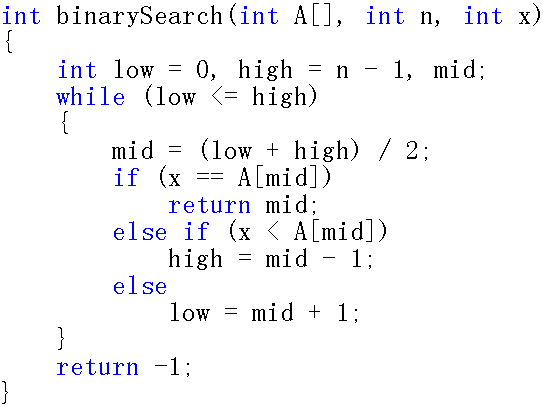 int binarySearch(int A[], int n, int x)
{
    int low = 0, high = n - 1, mid;
    while (low <= high)
    {
        mid = (low + high) / 2;
        if (x == A[mid])
            return mid;
        else if (x < A[mid])
            high = mid - 1;
        else
            low = mid + 1;
    }
    return -1;
}